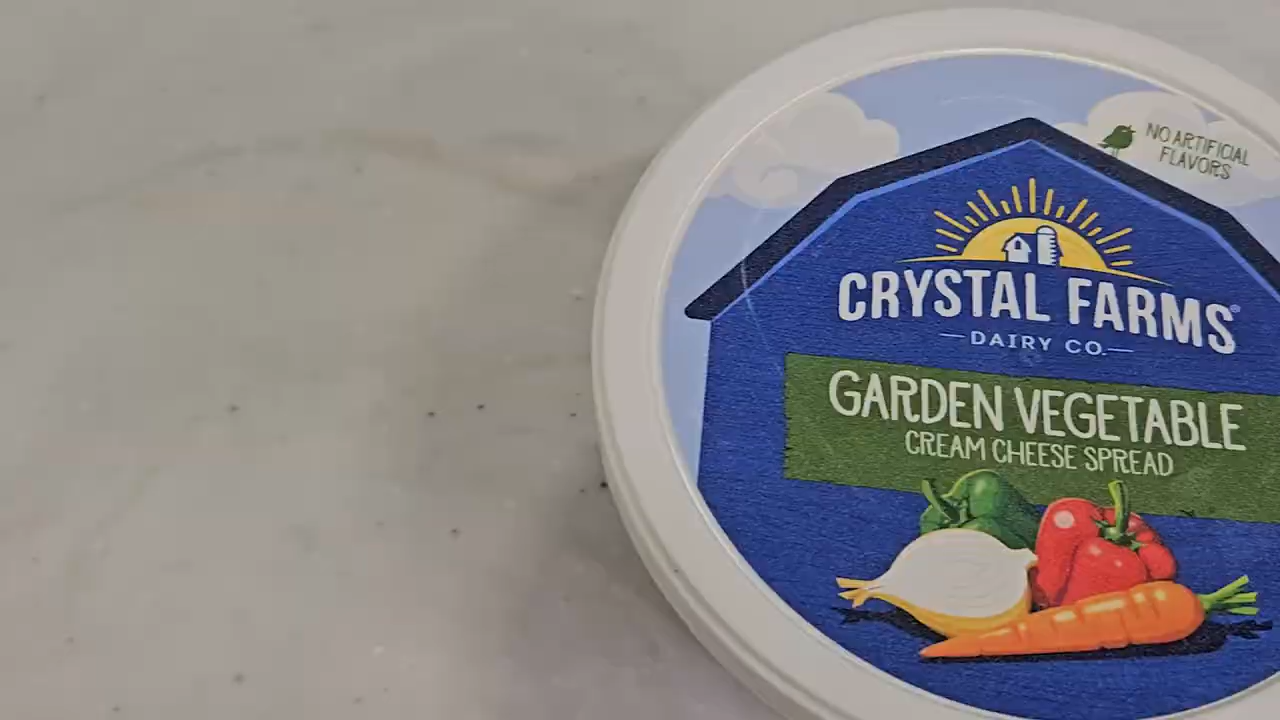 NO ARTIFICIAL
FLAVORS
CRYSTAL FARMS®
DAIRY CO.
GARDEN VEGETABLE
CREAM CHEESE SPREAD